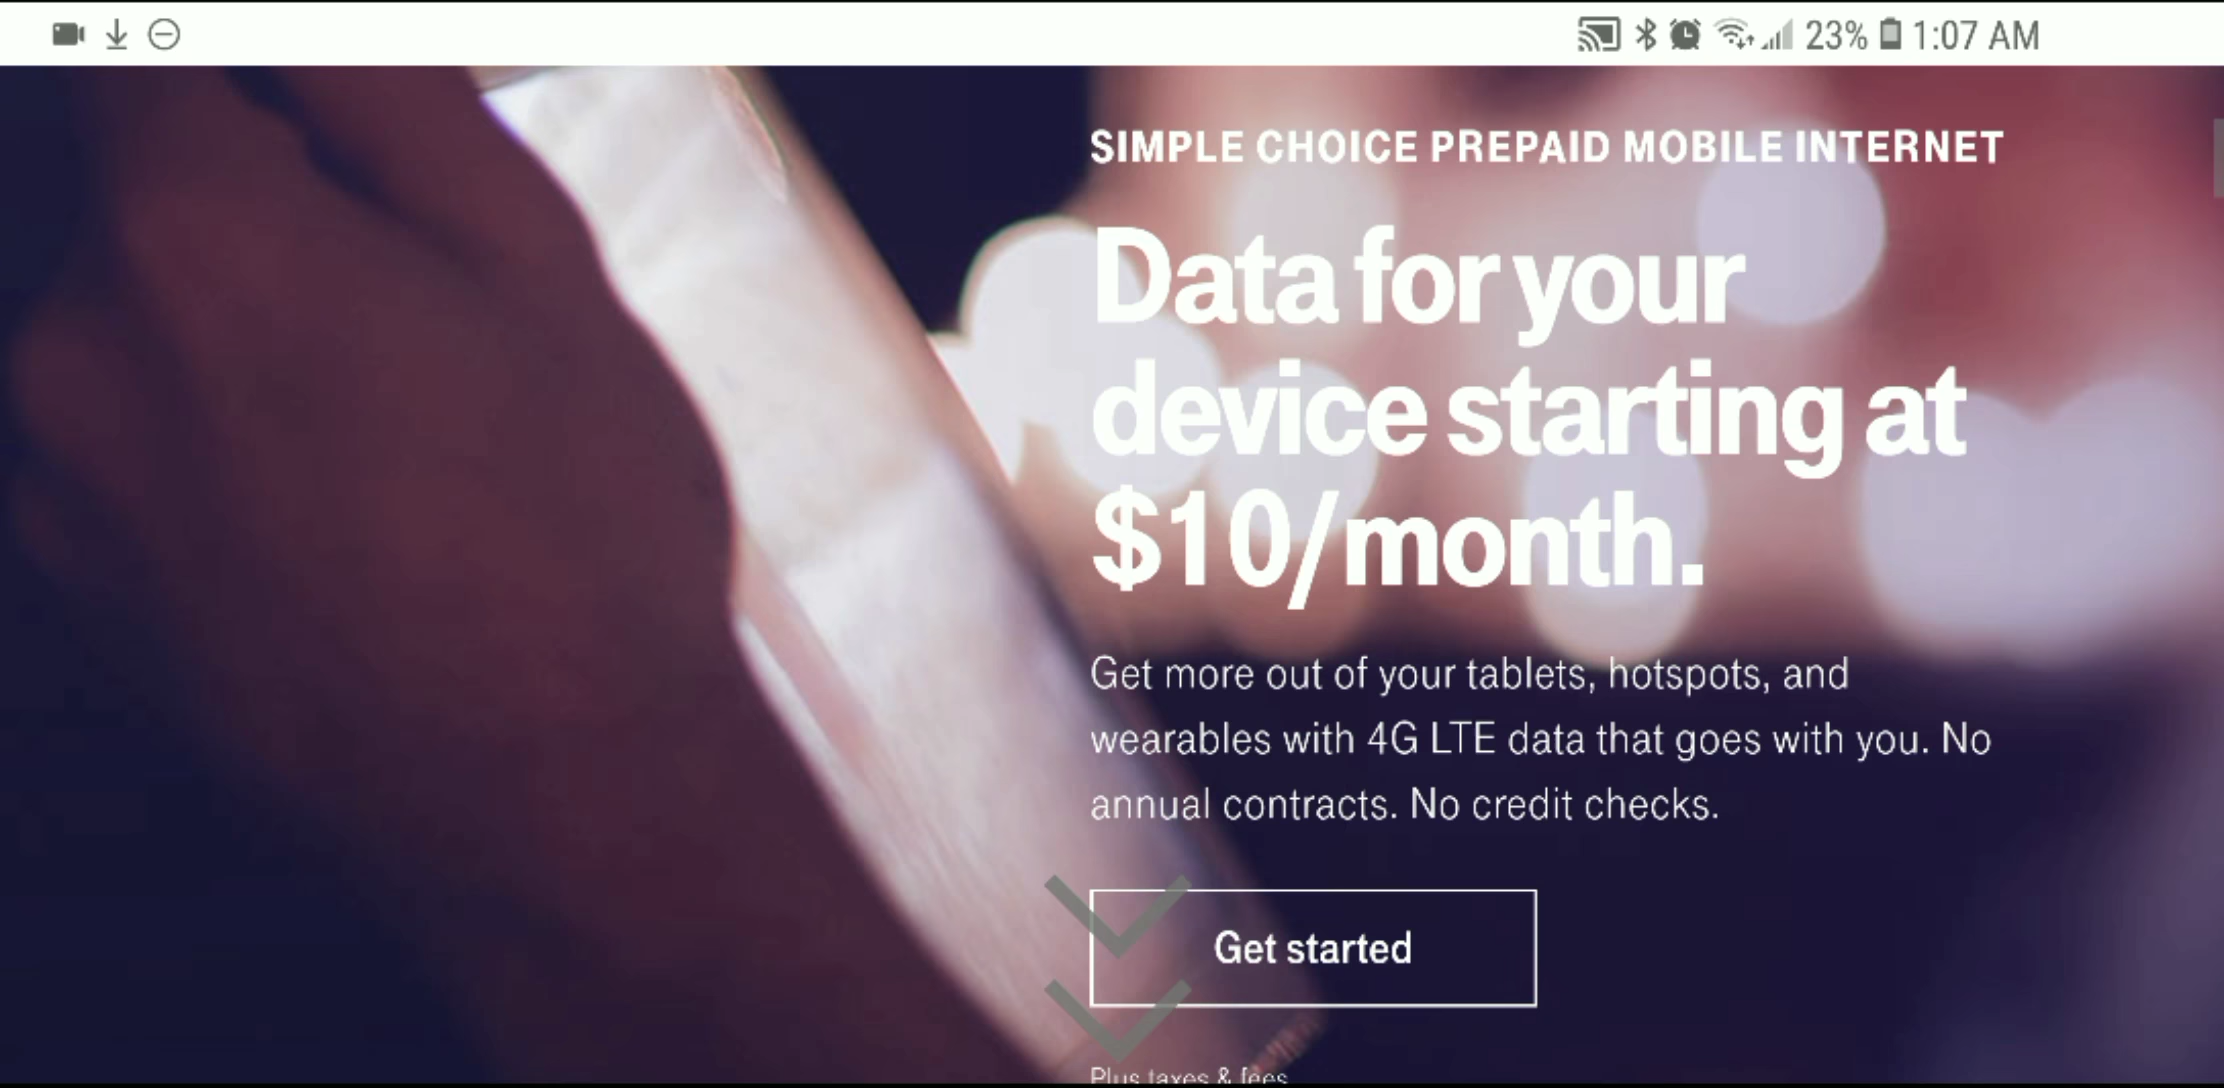 23% 1:07 AM
SIMPLE CHOICE PREPAID MOBILE INTERNET
Data for your
device starting at
$10/month.
Get more out of your tablets, hotspots, and
wearables with 4G LTE data that goes with you. No
annual contracts. No credit checks.
Get started
Plus taxes & fees